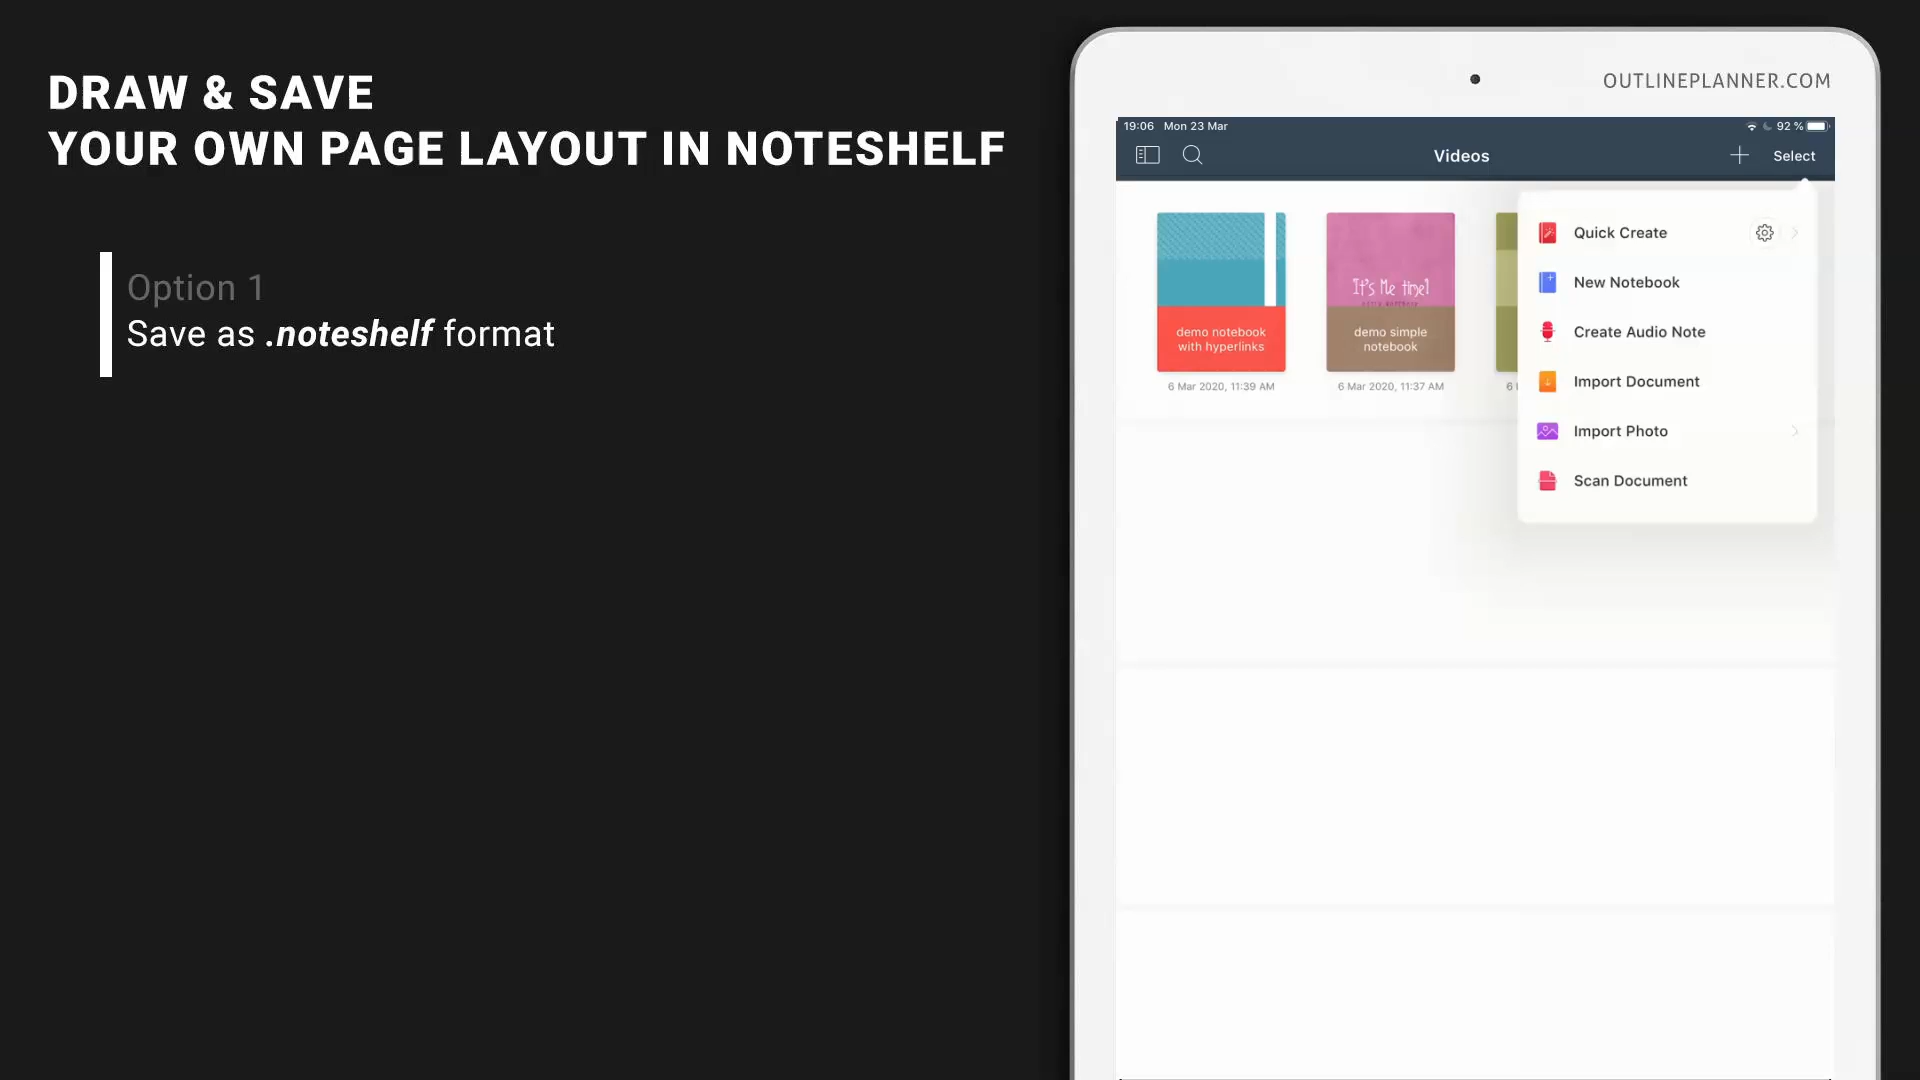 DRAW & SAVE
YOUR OWN PAGE LAYOUT IN NOTESHELF
Option 1
Save as .noteshelf format
OUTLINEPLANNER.COM
19:06 Mon 23 Mar
92 %
Videos
Select
demo notebook
with hyperlinks
6 Mar 2020, 11:39 AM
It's Me time!
demo simple
notebook
6 Mar 2020, 11:37 AM
6
Quick Create
New Notebook
Create Audio Note
Import Document
Import Photo
Scan Document